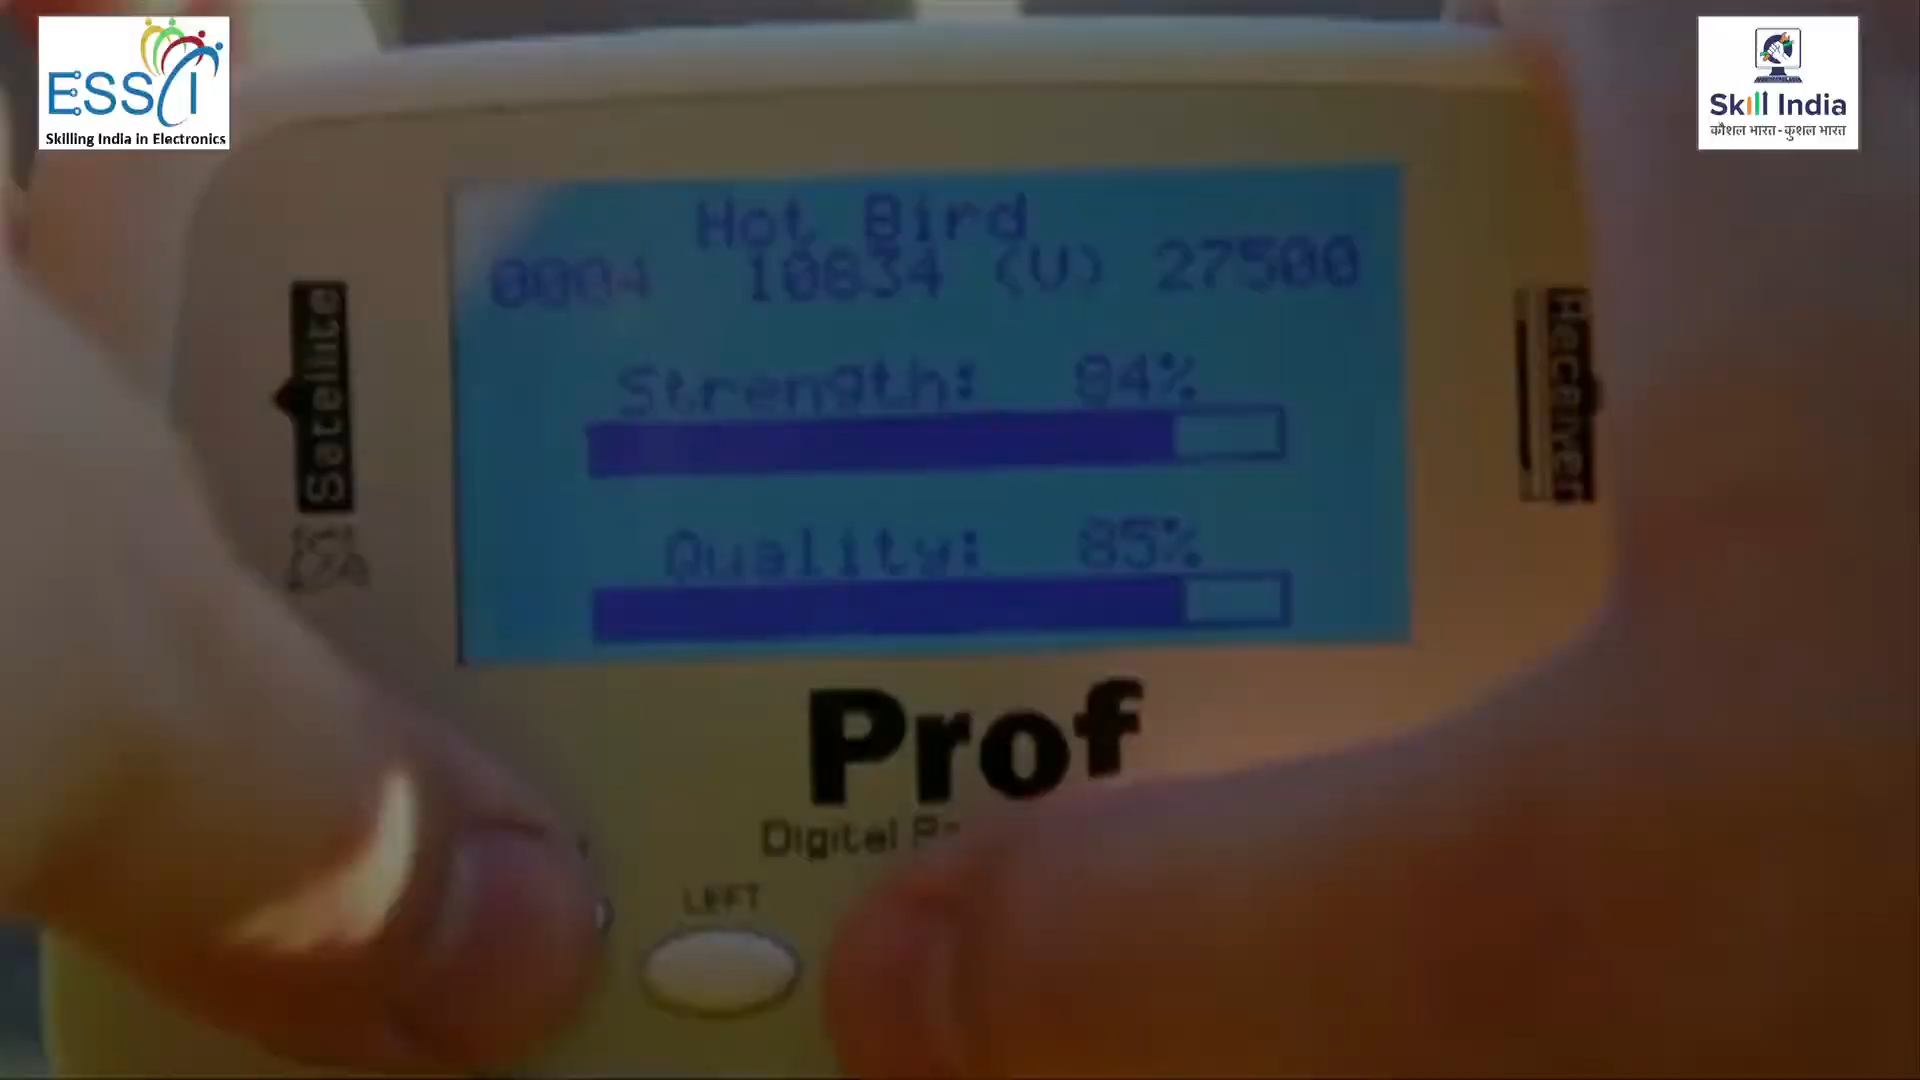 ESSCI
Skilling India in Electronics
Skill India
कौशल भारत - कुशल भारत
Hot Bird
0004 10834 (V) 27500
Strength: 84%
Quality: 85%
Satellite
Receiver
Prof
Digital
LEFT